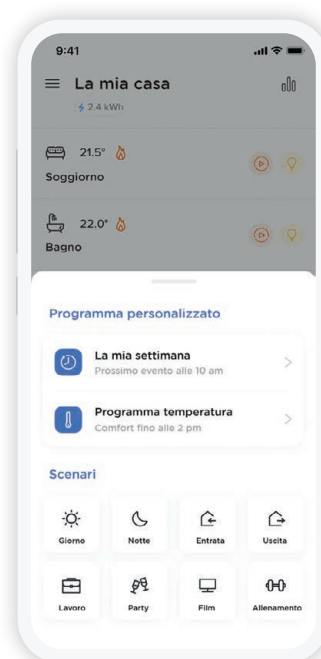 9:41
La mia casa
2.4 kWh
21.5°
Soggiorno
22.0°
Bagno
Programma personalizzato
La mia settimana
Prossimo evento alle 10 am
Programma temperatura
Comfort fino alle 2 pm
Scenari
Giorno Notte Entrata Uscita
Lavoro Party Film Allenamento